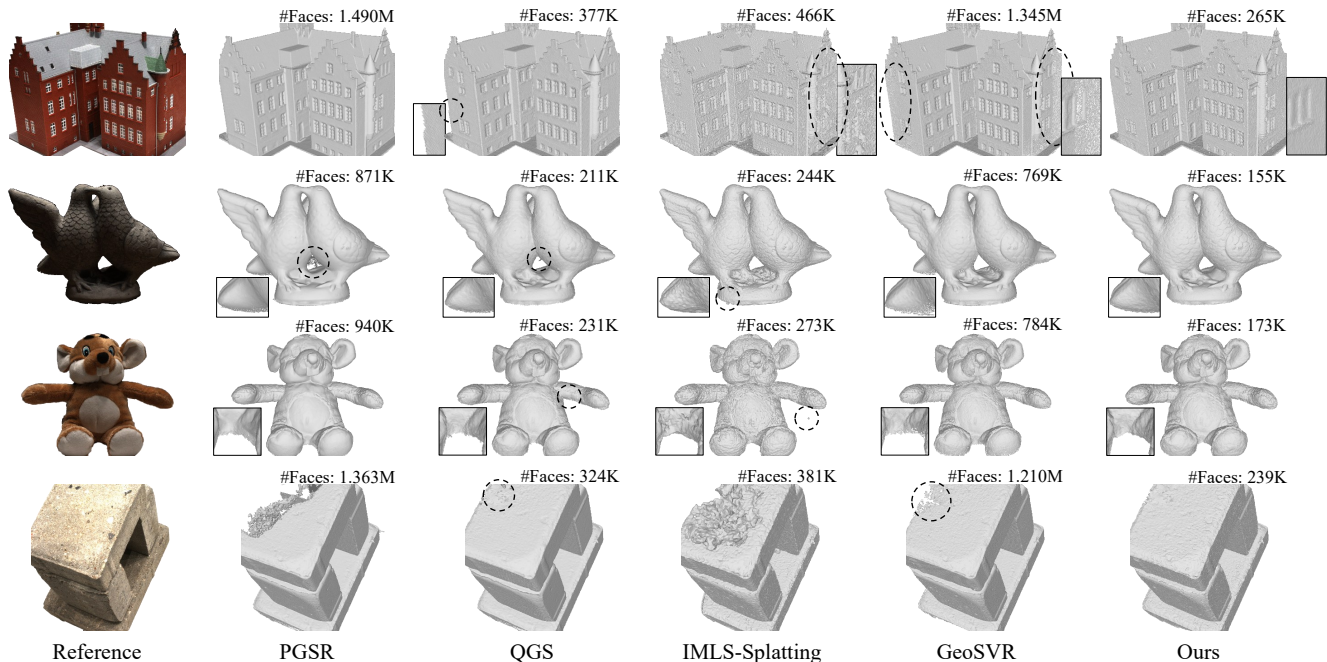 #Faces: 1.490M
#Faces: 377K
#Faces: 466K
#Faces: 1.345M
#Faces: 265K
#Faces: 871K
#Faces: 211K
#Faces: 244K
#Faces: 769K
#Faces: 155K
#Faces: 940K
#Faces: 231K
#Faces: 273K
#Faces: 784K
#Faces: 173K
#Faces: 1.363M
#Faces: 324K
#Faces: 381K
#Faces: 1.210M
#Faces: 239K
Reference
PGSR
QGS
IMLS-Splatting
GeoSVR
Ours